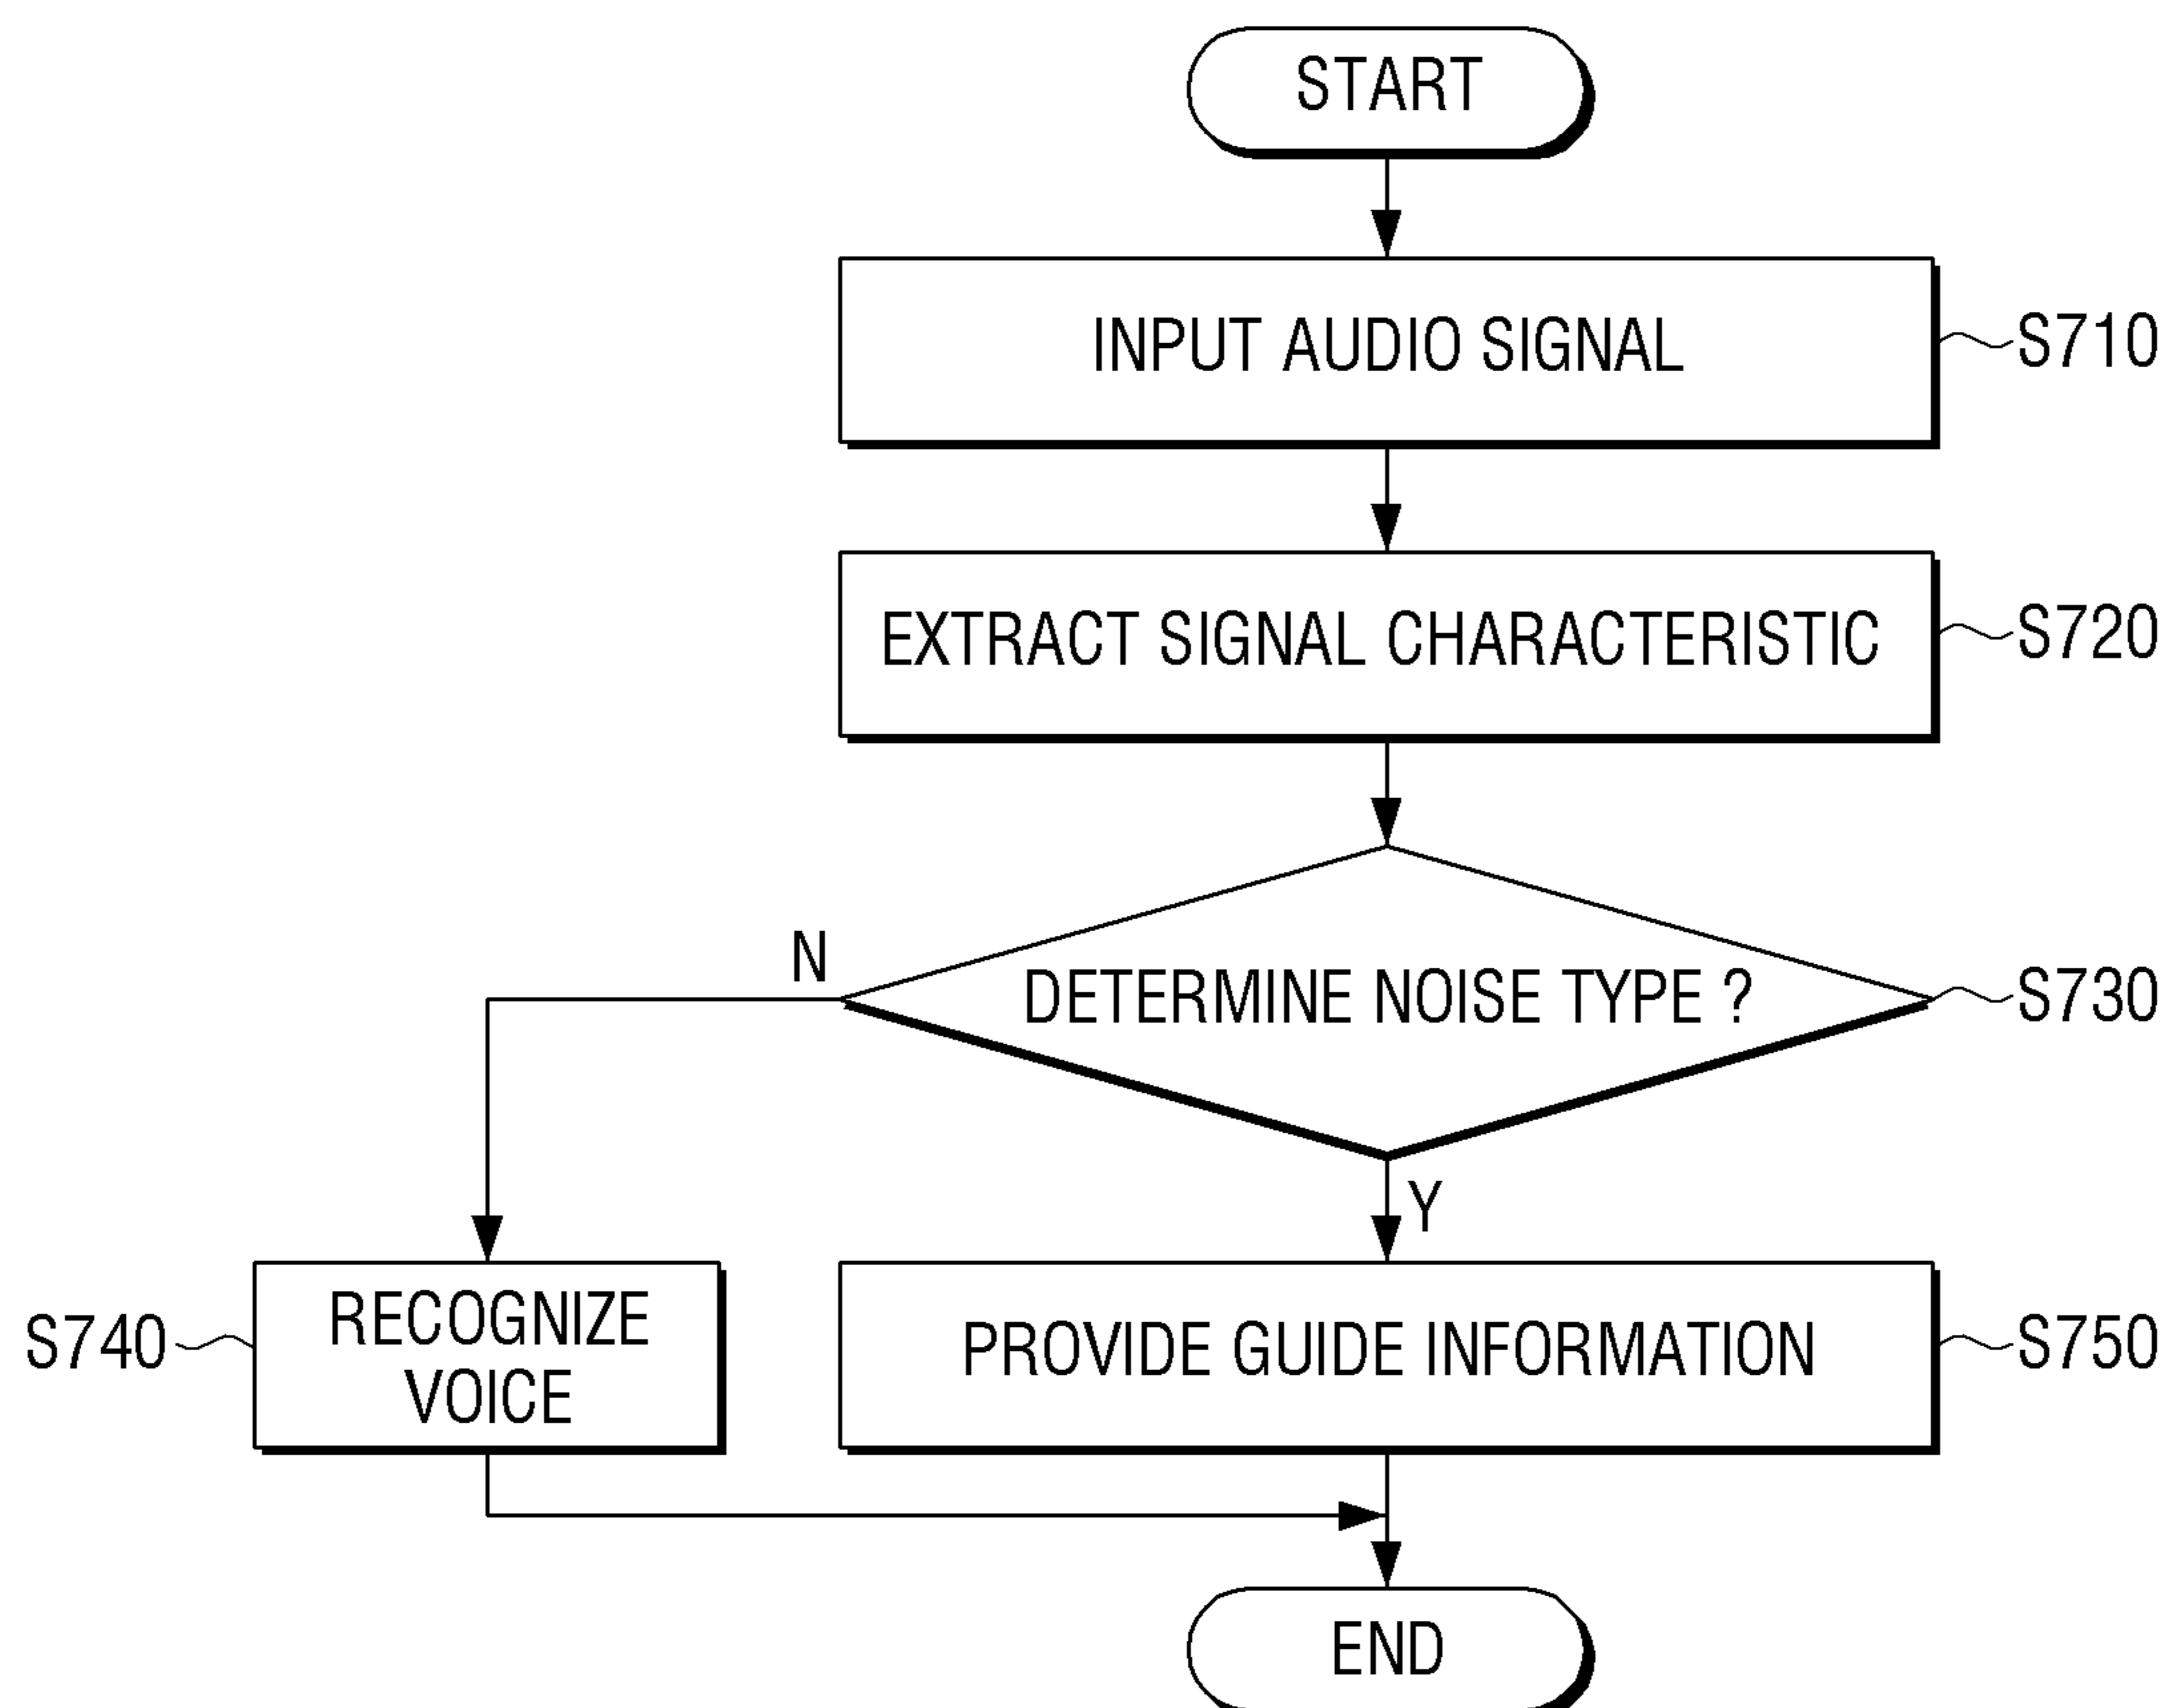 START
INPUT AUDIO SIGNAL
S710
EXTRACT SIGNAL CHARACTERISTIC
S720
N
DETERMINE NOISE TYPE ?
S730
Y
S740
RECOGNIZE
VOICE
PROVIDE GUIDE INFORMATION
S750
END